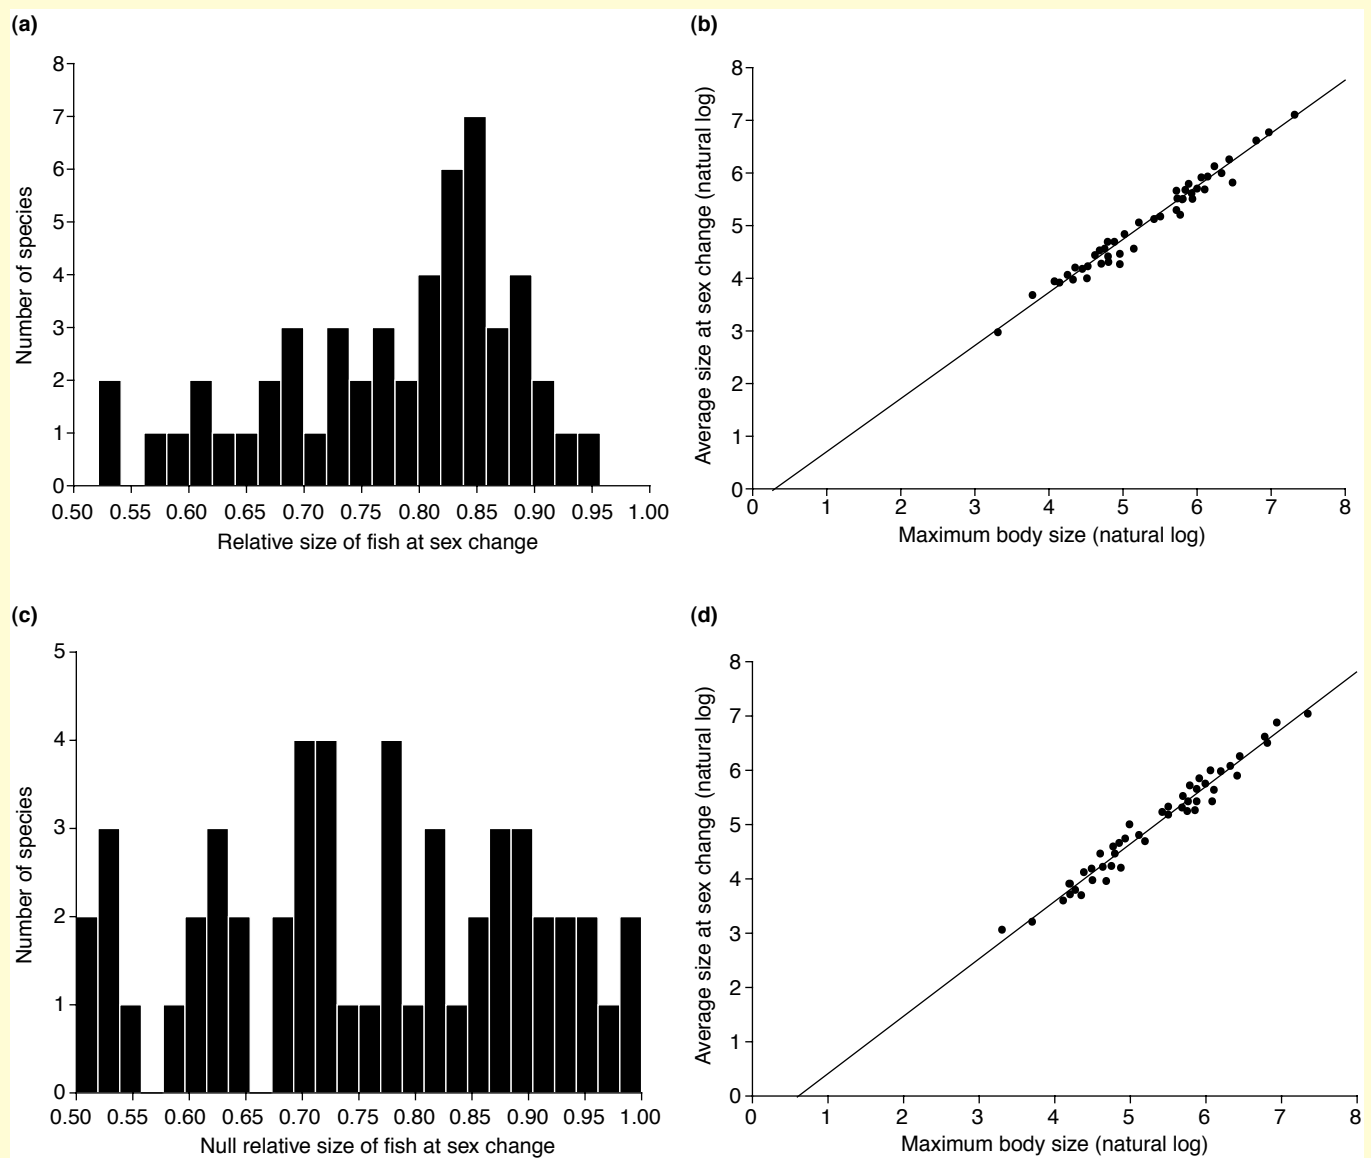 (a)
8
7
6
5
4
3
2
1
0
Number of species
0.50 0.55 0.60 0.65 0.70 0.75 0.80 0.85 0.90 0.95 1.00
Relative size of fish at sex change
(b)
8
7
6
5
4
3
2
1
0
Average size at sex change (natural log)
0 1 2 3 4 5 6 7 8
Maximum body size (natural log)
(c)
5
4
3
2
1
0
Number of species
0.50 0.55 0.60 0.65 0.70 0.75 0.80 0.85 0.90 0.95 1.00
Null relative size of fish at sex change
(d)
8
7
6
5
4
3
2
1
0
Average size at sex change (natural log)
0 1 2 3 4 5 6 7 8
Maximum body size (natural log)